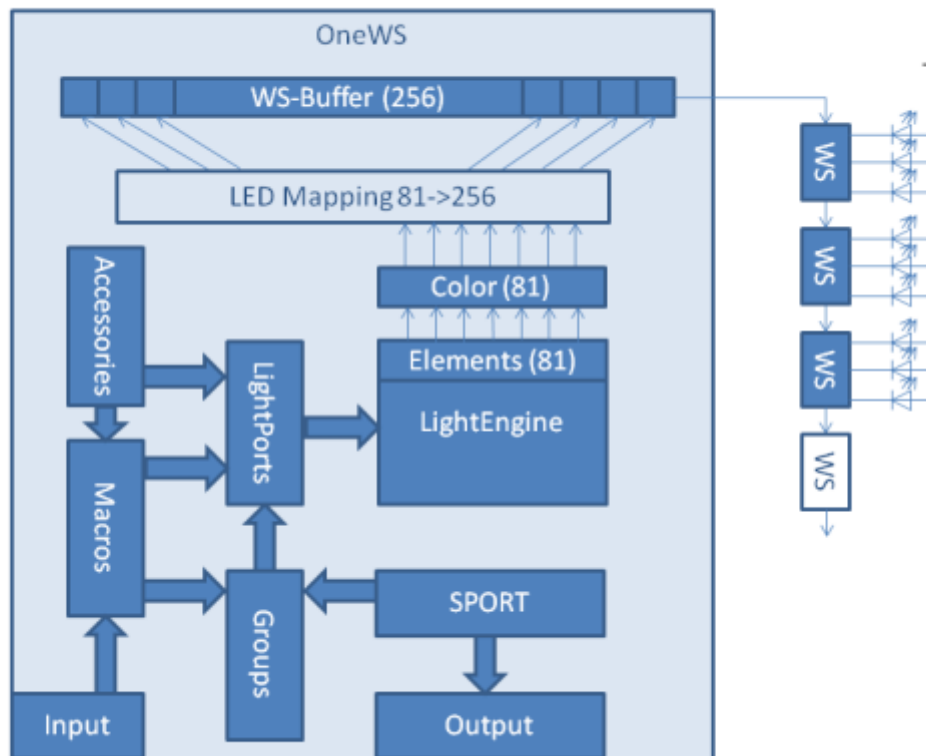 OneWS
WS-Buffer (256)
LED Mapping 81->256
Color (81)
Elements (81)
LightEngine
Accessories
LightPorts
Macros
Groups
SPORT
Input
Output
WS
WS
WS
WS